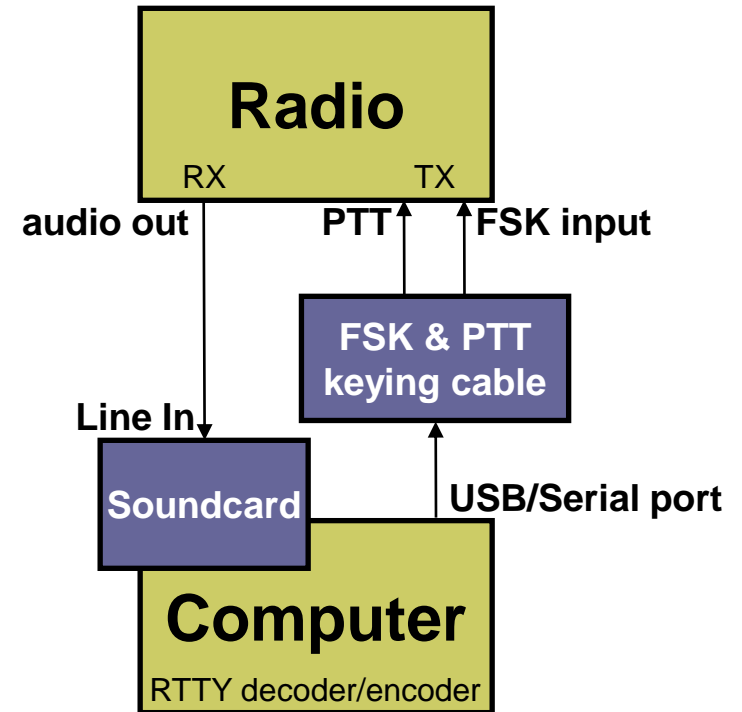 Radio
RX TX
audio out PTT FSK input
FSK & PTT
keying cable
Line In
Soundcard
USB/Serial port
Computer
RTTY decoder/encoder